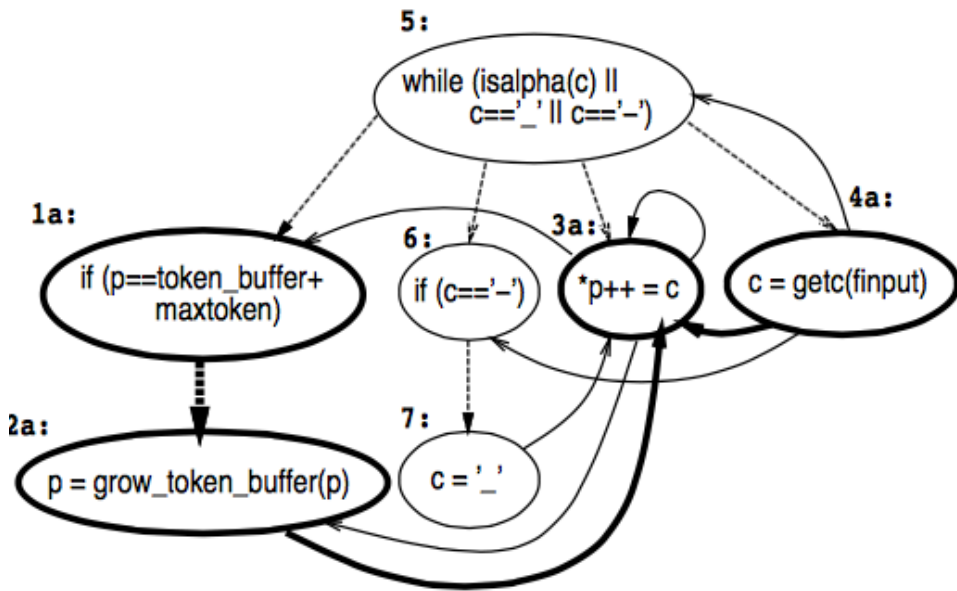 5:
while (isalpha(c) ||
c=='_' || c=='–')
1a:
if (p==token_buffer+
maxtoken)
6:
if (c=='–')
3a:
*p++ = c
4a:
c = getc(finput)
2a:
p = grow_token_buffer(p)
7:
c = '_'